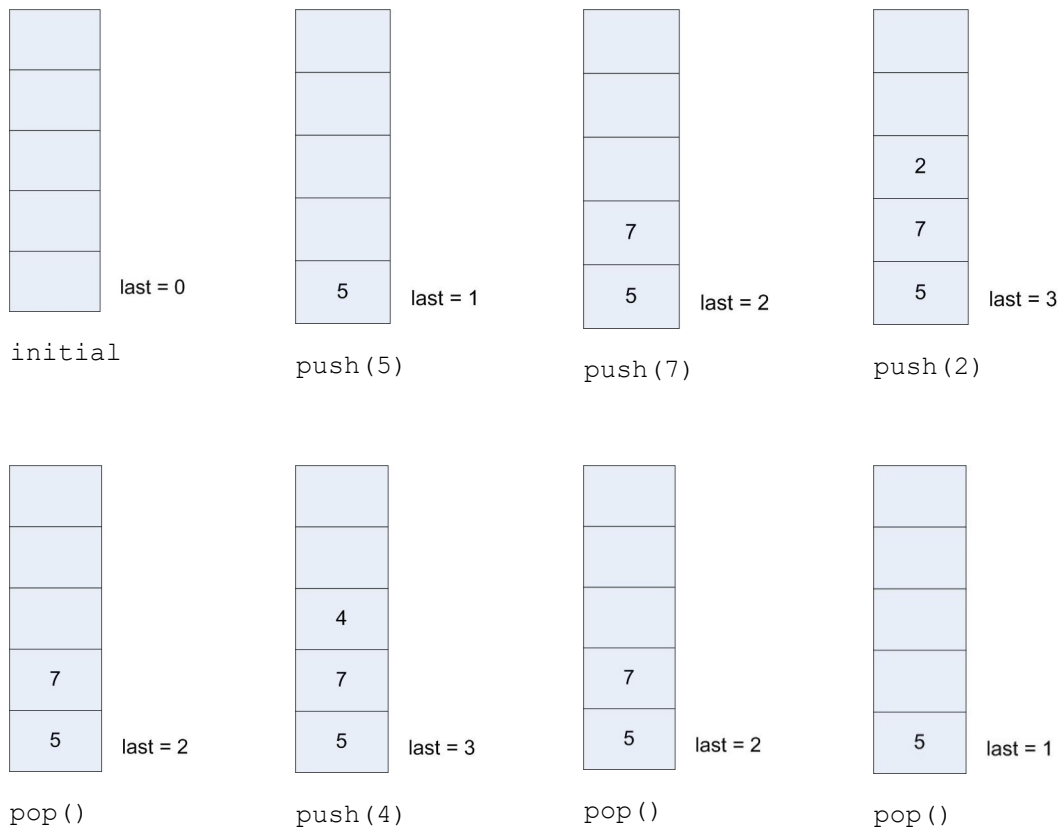 last = 0
initial
5
last = 1
push(5)
7
5
last = 2
push(7)
2
7
5
last = 3
push(2)
7
5
last = 2
pop()
4
7
5
last = 3
push(4)
7
5
last = 2
pop()
5
last = 1
pop()